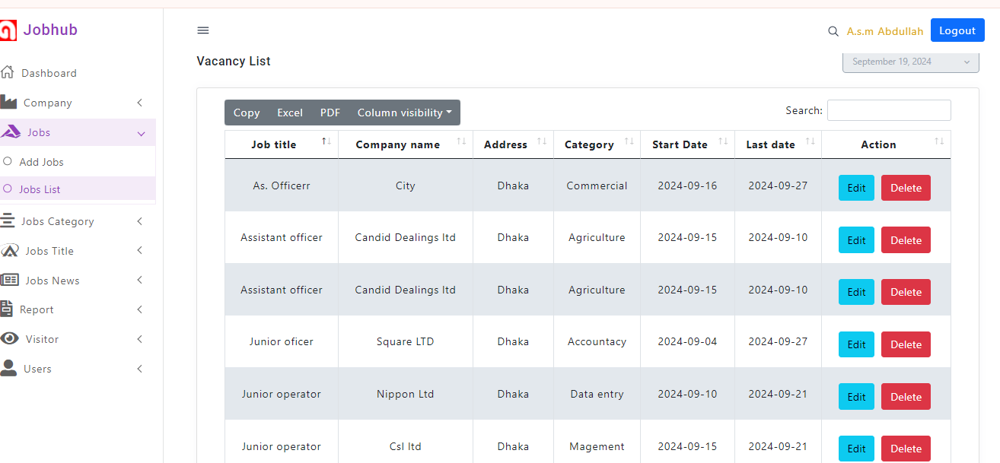 Jobhub
A.s.m Abdullah Logout
Vacancy List
September 19, 2024
Dashboard
Company
Jobs
Add Jobs
Jobs List
Jobs Category
Jobs Title
Jobs News
Report
Visitor
Users
Copy Excel PDF Column visibility
Search:
Job title Company name Address Category Start Date Last date Action
As. Officerr City Dhaka Commercial 2024-09-16 2024-09-27 Edit Delete
Assistant officer Candid Dealings ltd Dhaka Agriculture 2024-09-15 2024-09-10 Edit Delete
Assistant officer Candid Dealings ltd Dhaka Agriculture 2024-09-15 2024-09-10 Edit Delete
Junior oficer Square LTD Dhaka Accountacy 2024-09-04 2024-09-27 Edit Delete
Junior operator Nippon Ltd Dhaka Data entry 2024-09-10 2024-09-21 Edit Delete
Junior operator Csl ltd Dhaka Magement 2024-09-15 2024-09-21 Edit Delete